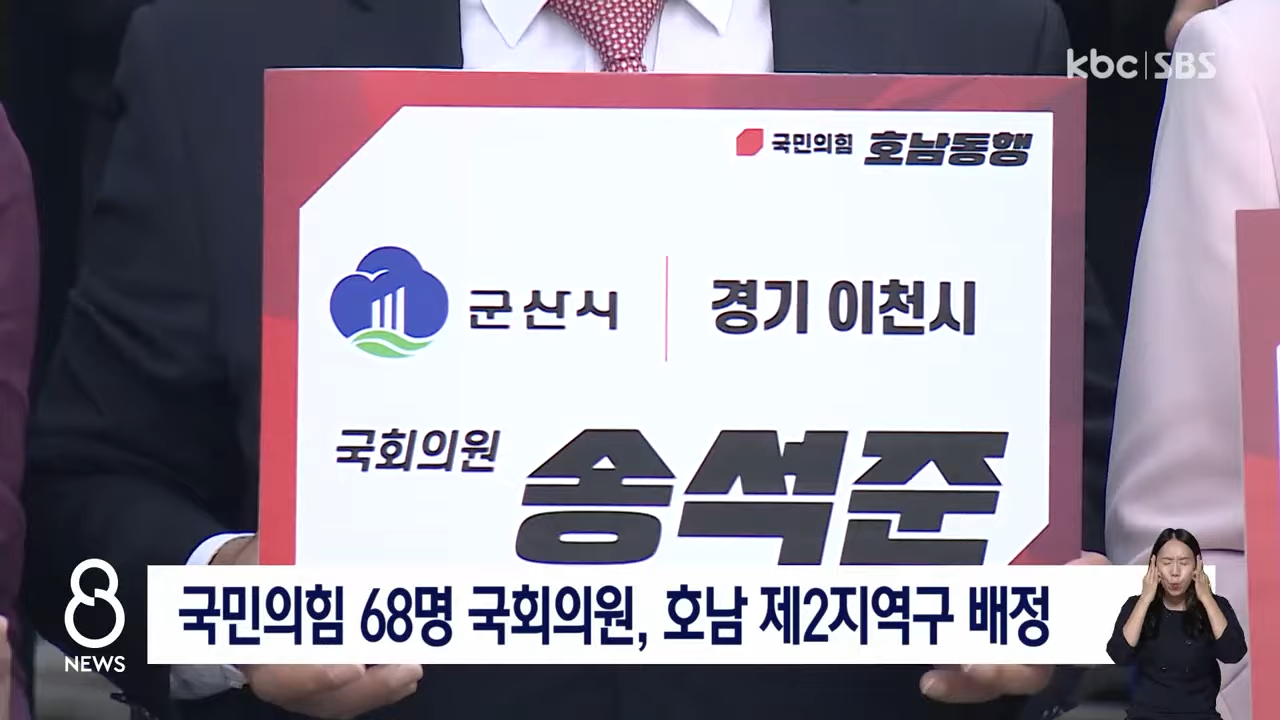 kbc SBS
국민의힘 호남동행
군산시 경기 이천시
국회의원 송석준
8 NEWS
국민의힘 68명 국회의원, 호남 제2지역구 배정